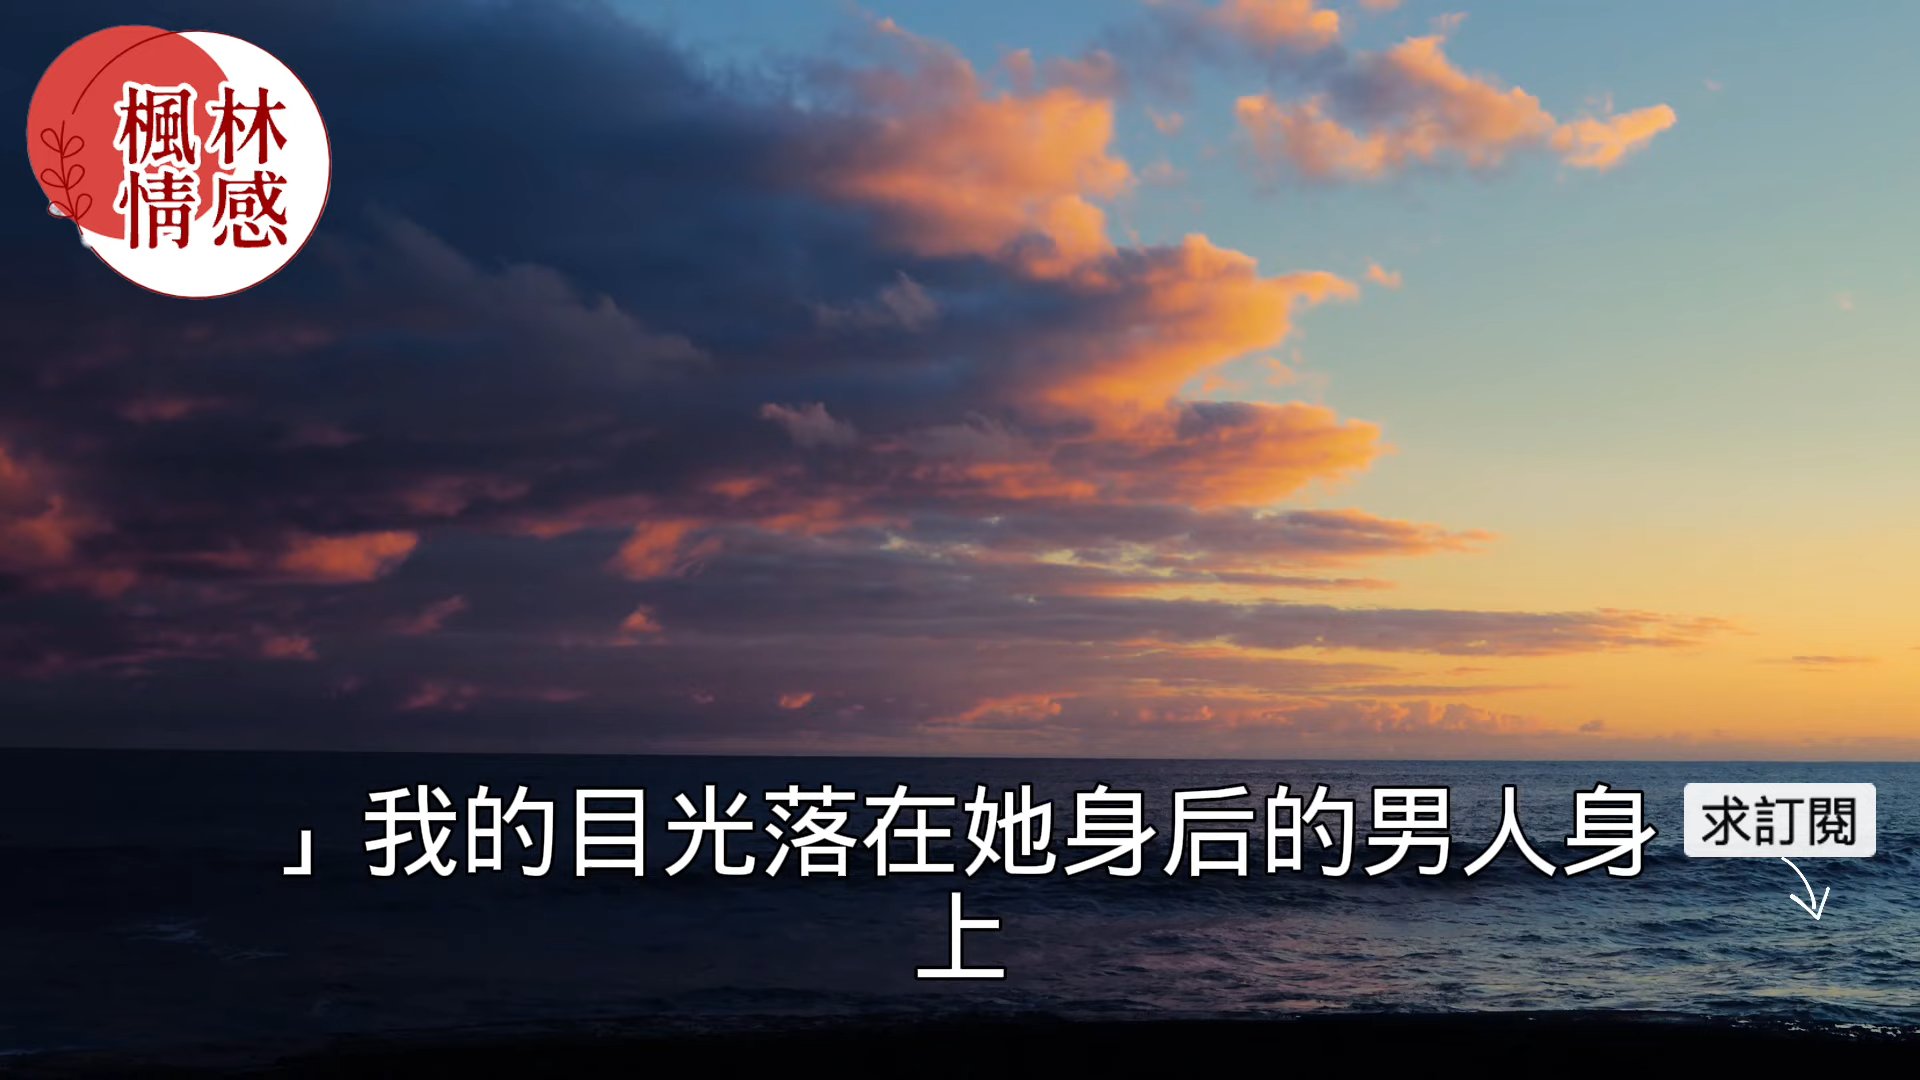 楓林
情感
」我的目光落在她身后的男人身
上
求訂閱